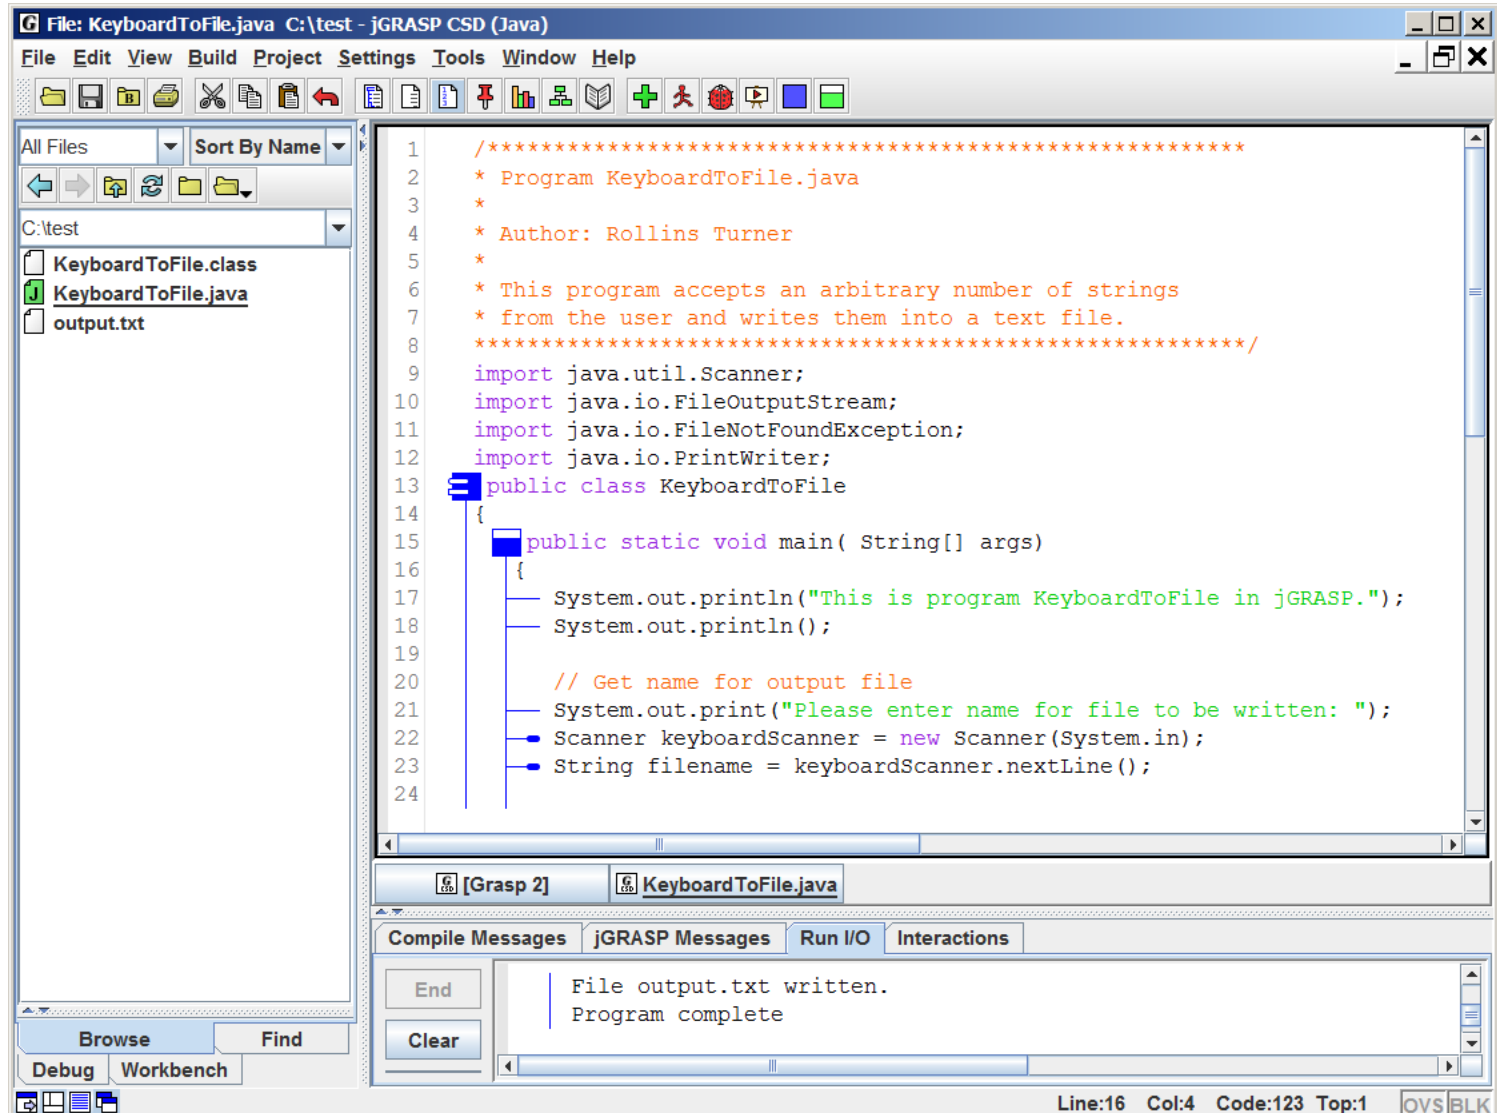 File: KeyboardToFile.java  C:\test - jGRASP CSD (Java)
File Edit View Build Project Settings Tools Window Help
All Files
Sort By Name
C:\test
KeyboardToFile.class
KeyboardToFile.java
output.txt
Browse Find
Debug Workbench
1 /*********************************************************
2 * Program KeyboardToFile.java
3 *
4 * Author: Rollins Turner
5 *
6 * This program accepts an arbitrary number of strings
7 * from the user and writes them into a text file.
8 **********************************************************/
9 import java.util.Scanner;
10 import java.io.FileOutputStream;
11 import java.io.FileNotFoundException;
12 import java.io.PrintWriter;
13 public class KeyboardToFile
14 {
15 public static void main( String[] args)
16 {
17 System.out.println("This is program KeyboardToFile in jGRASP.");
18 System.out.println();
19
20 // Get name for output file
21 System.out.print("Please enter name for file to be written: ");
22 Scanner keyboardScanner = new Scanner(System.in);
23 String filename = keyboardScanner.nextLine();
24
[Grasp 2] KeyboardToFile.java
Compile Messages jGRASP Messages Run I/O Interactions
End
Clear
File output.txt written.
Program complete
Line:16 Col:4 Code:123 Top:1 OVS BLK